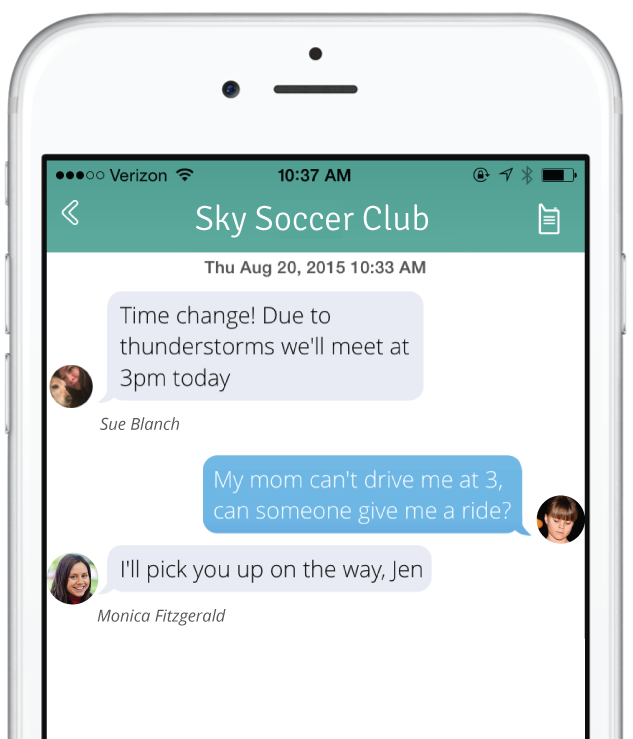 Verizon 10:37 AM
Sky Soccer Club
Thu Aug 20, 2015 10:33 AM
Time change! Due to
thunderstorms we'll meet at
3pm today
Sue Blanch
My mom can't drive me at 3,
can someone give me a ride?
I'll pick you up on the way, Jen
Monica Fitzgerald